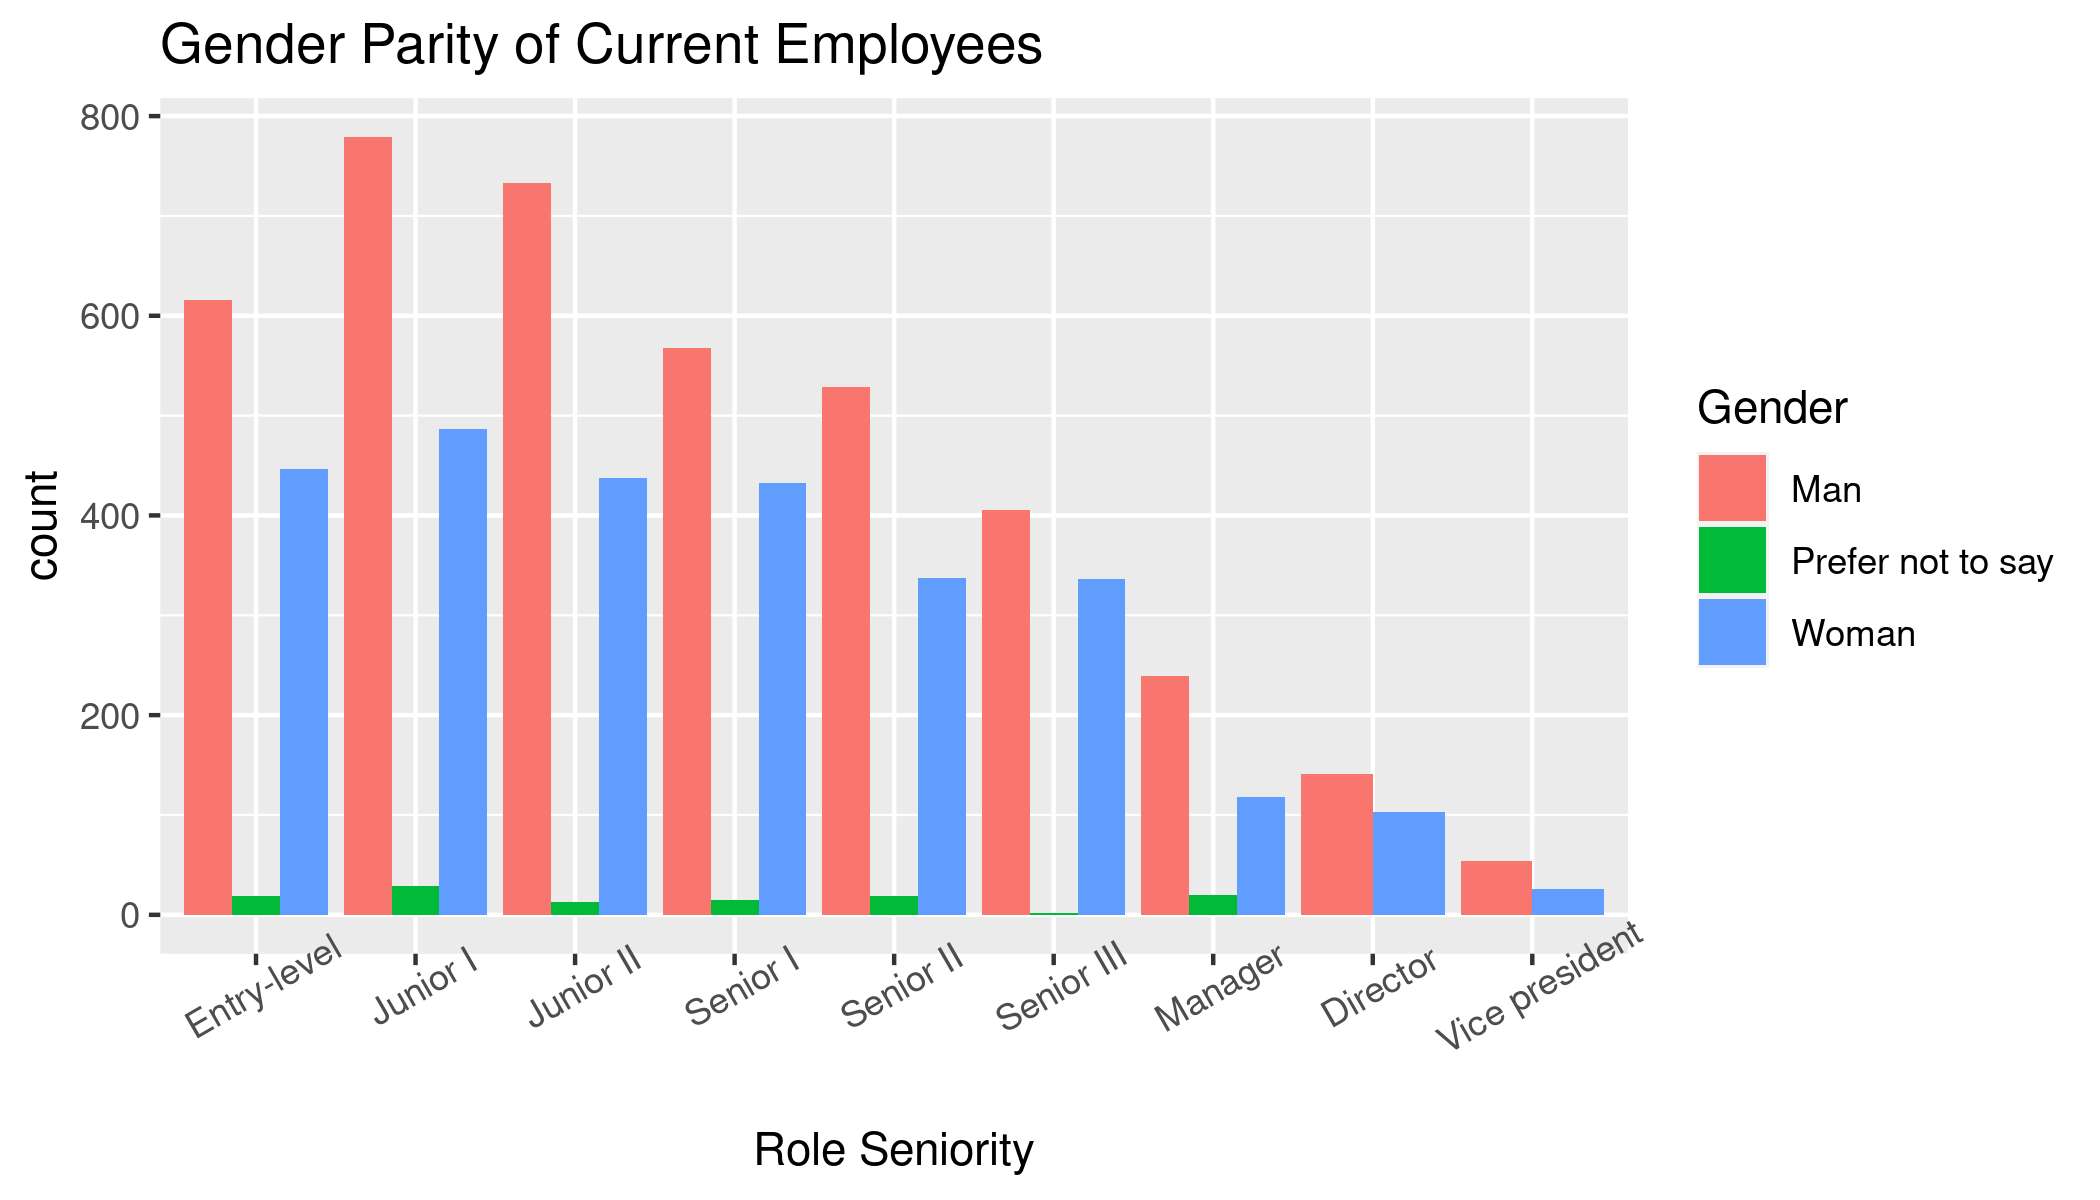 Gender Parity of Current Employees
800
600
400
200
0
count
Entry-level
Junior I
Junior II
Senior I
Senior II
Senior III
Manager
Director
Vice president
Role Seniority
Gender
Man
Prefer not to say
Woman